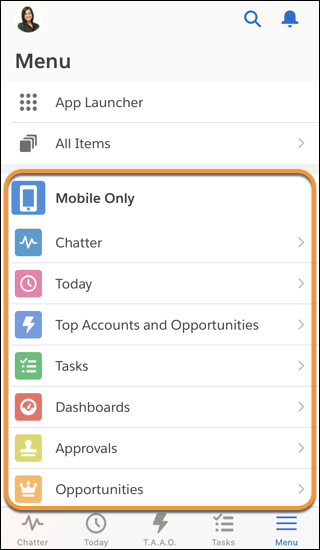 Menu
App Launcher
All Items
Mobile Only
Chatter
Today
Top Accounts and Opportunities
Tasks
Dashboards
Approvals
Opportunities
Chatter Today T.A.A.O. Tasks Menu